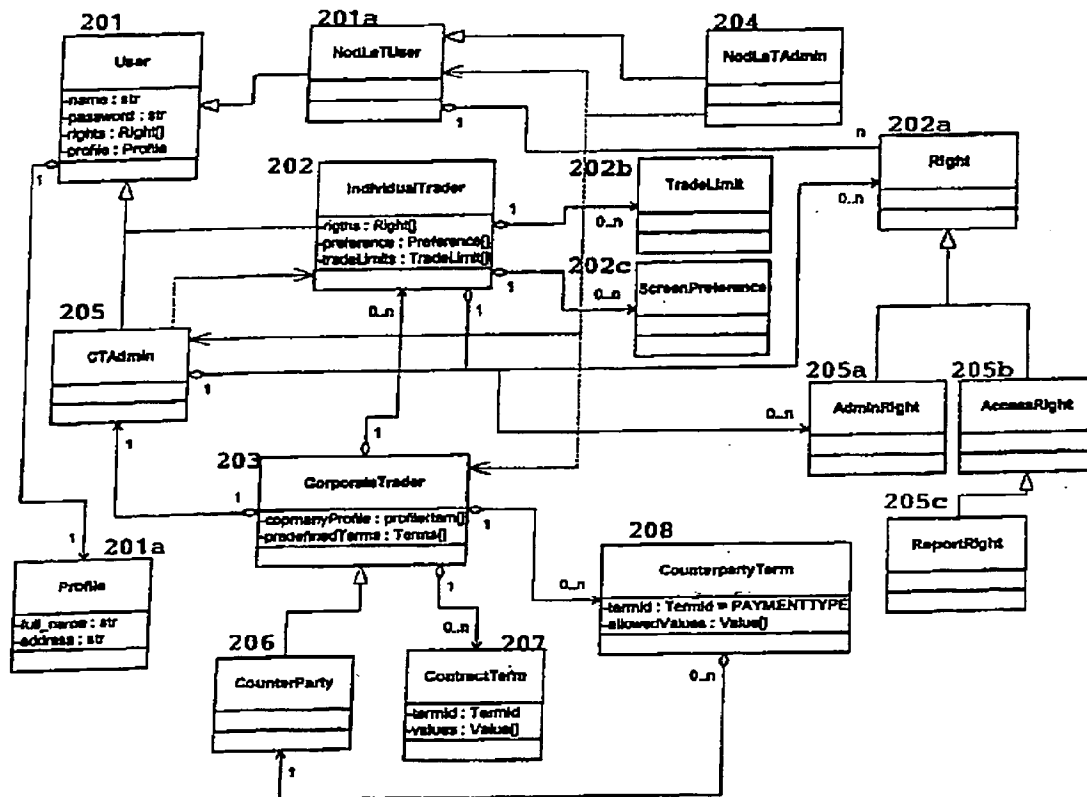 201
User
-name : str
-password : str
-rights : Right[]
-profile : Profile
1
201a
NodLeTUser
1
204
NodLeTAdmin
n
202a
Right
0..n
202
IndividualTrader
-rigths : Right[]
-preference : Preference[]
-tradeLimits : TradeLimit[]
1
1
1
0..n
202b
TradeLimit
0..n
202c
ScreenPreference
0..n
205
CTAdmin
1
1
205a
AdminRight
0..n
205b
AccessRight
205c
ReportRight
203
CorporateTrader
-copmanyProfile : profileItem[]
-predefinedTerms : Terms[]
1
1
1
1
0..n
0..n
201a
Profile
-full_name : str
-address : str
1
206
CounterParty
1
207
ContractTerm
-termId : TermId
-values : Value[]
208
CounterpartyTerm
-termId : TermId = PAYMENTTYPE
-allowedValues : Value[]
0..n